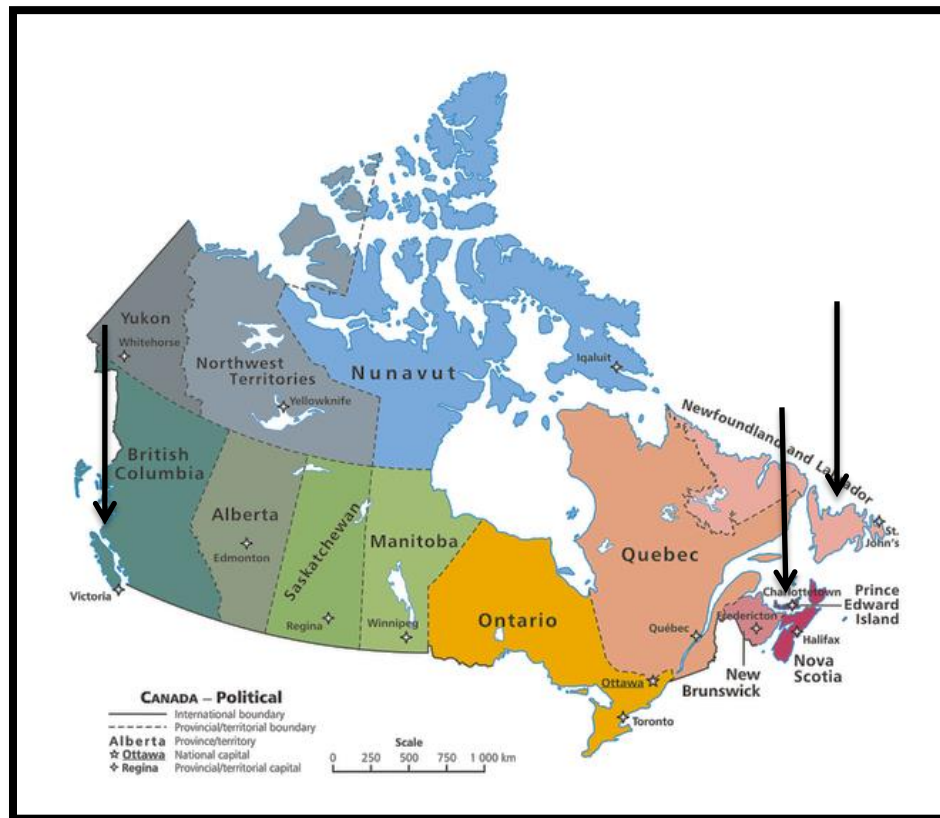 Yukon
Whitehorse
Northwest
Territories
Yellowknife
Nunavut
Iqaluit
British
Columbia
Victoria
Alberta
Edmonton
Saskatchewan
Regina
Manitoba
Winnipeg
Ontario
Ottawa
Toronto
Quebec
Québec
Newfoundland and Labrador
St.
John's
Charlottetown
Prince
Edward
Island
Fredericton
New
Brunswick
Halifax
Nova
Scotia
CANADA – Political
International boundary
Provincial/territorial boundary
Alberta Province/territory
Ottawa National capital
Regina Provincial/territorial capital
Scale
0 250 500 750 1 000 km